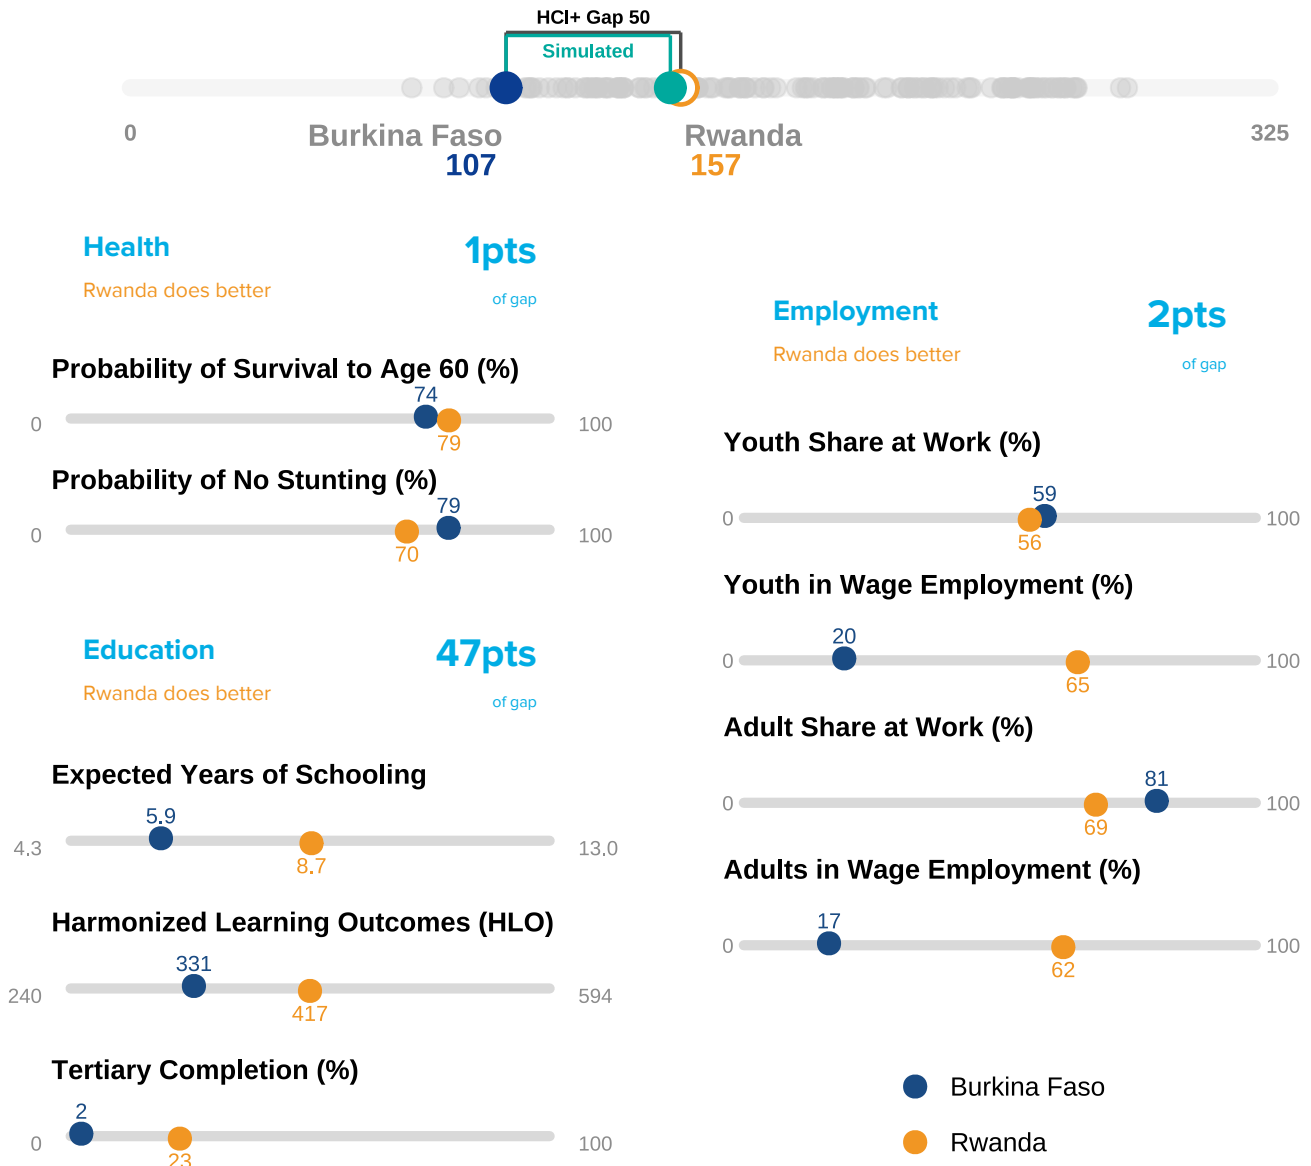 HCI+ Gap 50
Simulated
0
Burkina Faso
107
Rwanda
157
325
Health
1pts
Rwanda does better
of gap
Probability of Survival to Age 60 (%)
74
0
100
79
Probability of No Stunting (%)
79
0
100
70
Education
47pts
Rwanda does better
of gap
Expected Years of Schooling
5.9
4.3
13.0
8.7
Harmonized Learning Outcomes (HLO)
331
240
594
417
Tertiary Completion (%)
2
0
100
23
Employment
2pts
Rwanda does better
of gap
Youth Share at Work (%)
59
0
100
56
Youth in Wage Employment (%)
20
0
100
65
Adult Share at Work (%)
81
0
100
69
Adults in Wage Employment (%)
17
0
100
62
Burkina Faso
Rwanda